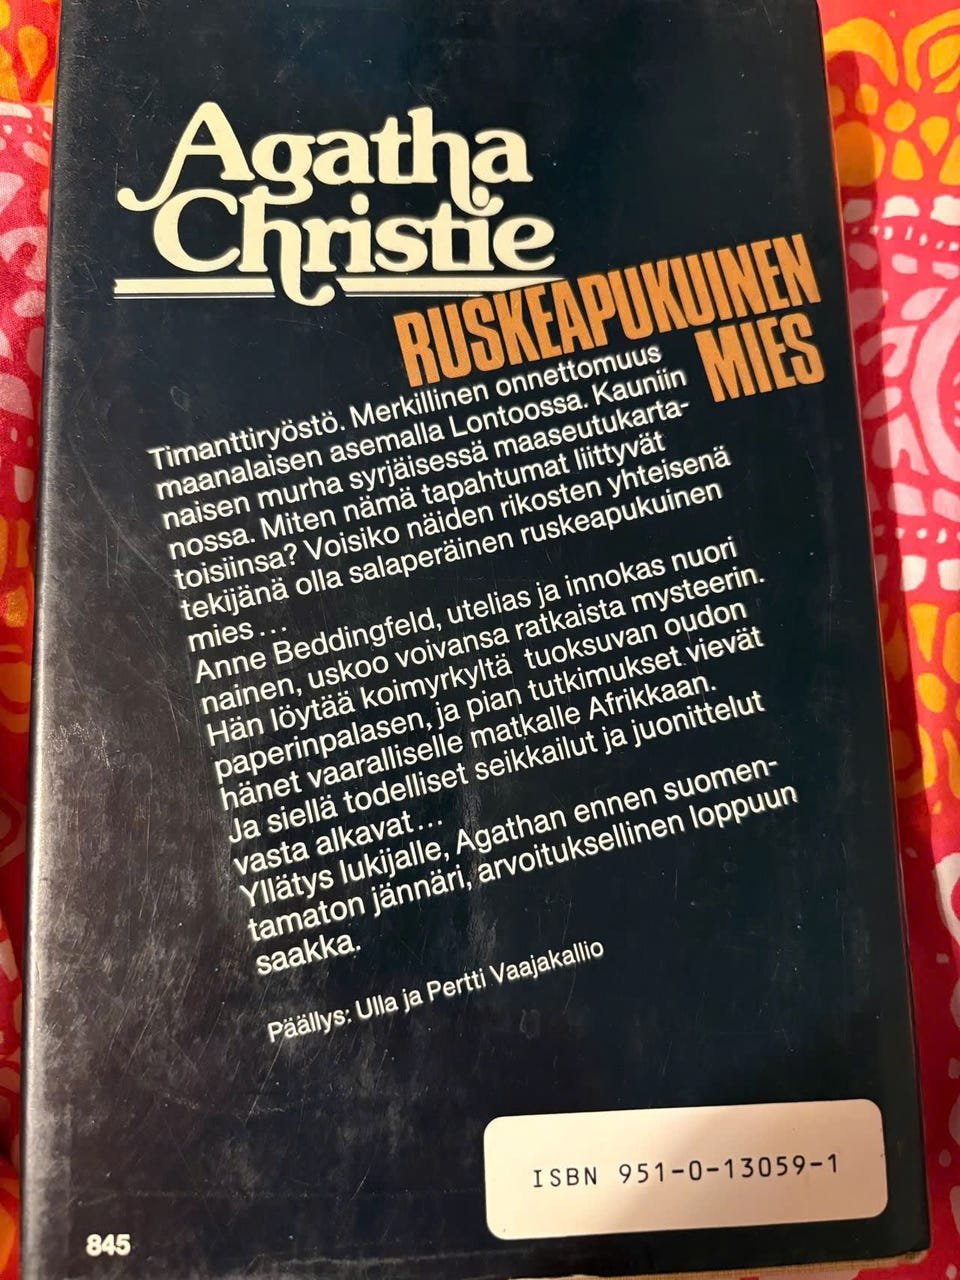 Agatha
Christie
RUSKEAPUKUINEN
MIES
Timanttiryöstö. Merkillinen onnettomuus
maanalaisen asemalla Lontoossa. Kauniin
naisen murha syrjäisessä maaseutukarta-
nossa. Miten nämä tapahtumat liittyvät
toisiinsa? Voisiko näiden rikosten yhteisenä
tekijänä olla salaperäinen ruskeapukuinen
mies...
Anne Beddingfeld, utelias ja innokas nuori
nainen, uskoo voivansa ratkaista mysteerin.
Hän löytää koimyrkyltä tuoksuvan oudon
paperinpalasen, ja pian tutkimukset vievät
hänet vaaralliselle matkalle Afrikkaan.
Ja siellä todelliset seikkailut ja juonittelut
vasta alkavat...
Yllätys lukijalle, Agathan ennen suomen-
tamaton jännäri, arvoituksellinen loppuun
saakka.
Päällys: Ulla ja Pertti Vaajakallio
ISBN 951-0-13059-1
845